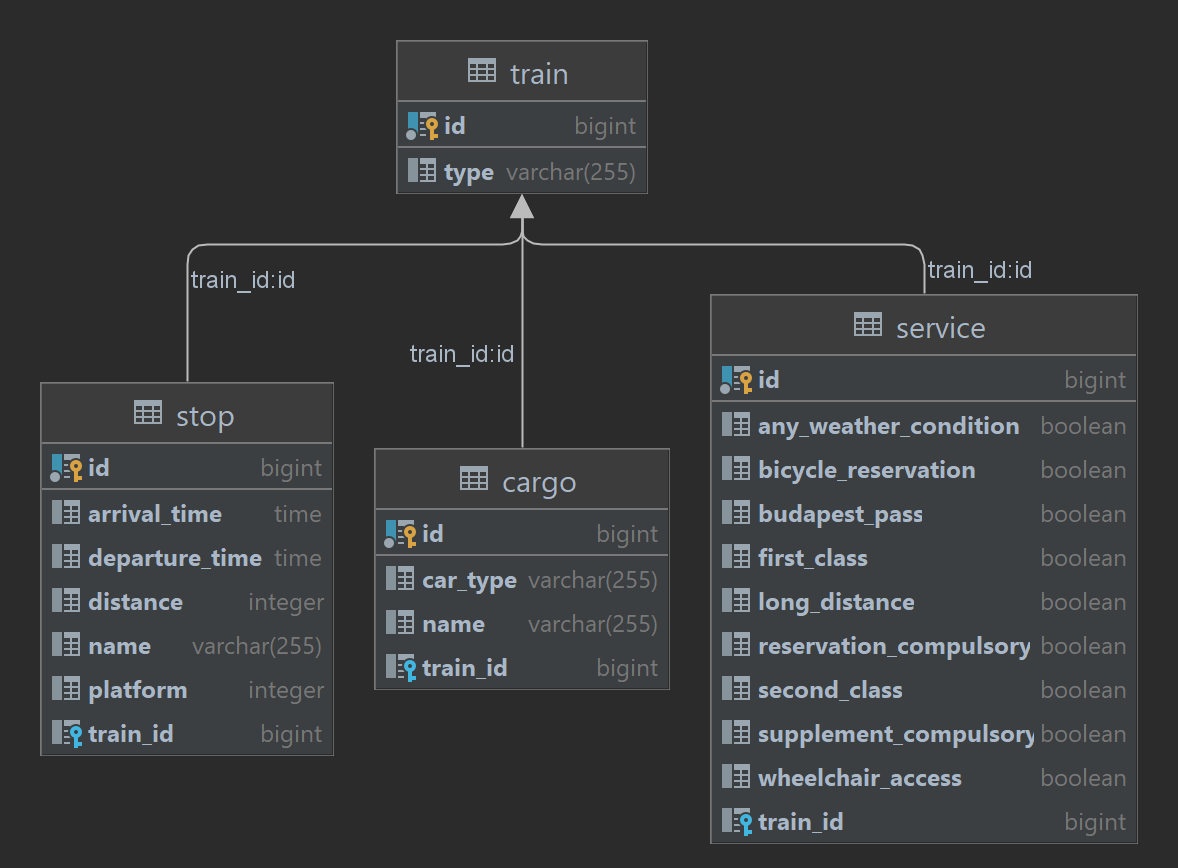 train
id bigint
type varchar(255)
train_id:id
train_id:id
train_id:id
stop
id bigint
arrival_time time
departure_time time
distance integer
name varchar(255)
platform integer
train_id bigint
cargo
id bigint
car_type varchar(255)
name varchar(255)
train_id bigint
service
id bigint
any_weather_condition boolean
bicycle_reservation boolean
budapest_pass boolean
first_class boolean
long_distance boolean
reservation_compulsory boolean
second_class boolean
supplement_compulsory boolean
wheelchair_access boolean
train_id bigint